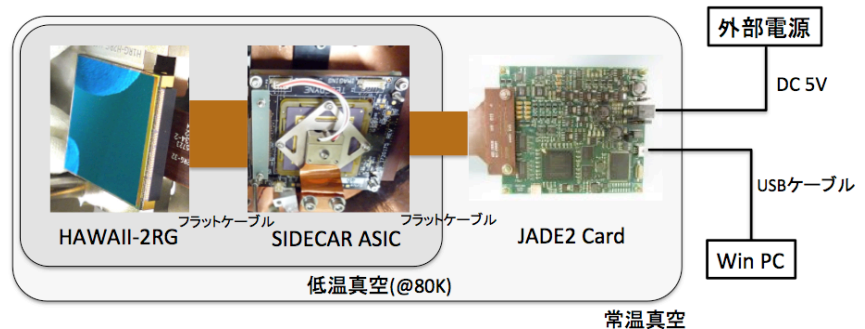 外部電源
DC 5V
USBケーブル
フラットケーブル
フラットケーブル
HAWAII-2RG
SIDECAR ASIC
JADE2 Card
Win PC
低温真空(@80K)
常温真空